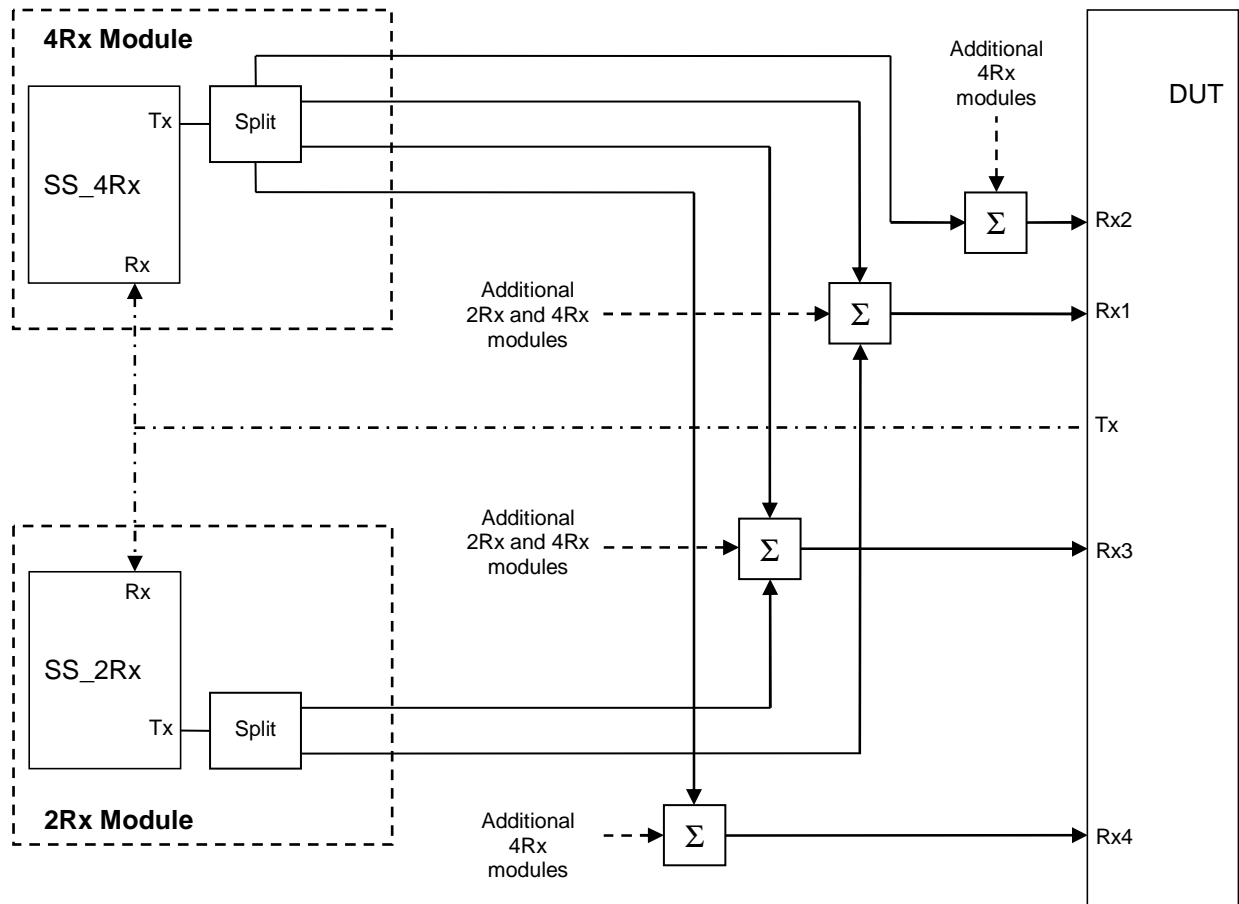 4Rx Module
Additional
4Rx
modules
DUT
Tx
Split
SS_4Rx
Rx
Σ
Rx2
Additional
2Rx and 4Rx
modules
Σ
Rx1
Tx
Additional
2Rx and 4Rx
modules
Σ
Rx3
Rx
SS_2Rx
Tx
Split
2Rx Module
Additional
4Rx
modules
Σ
Rx4